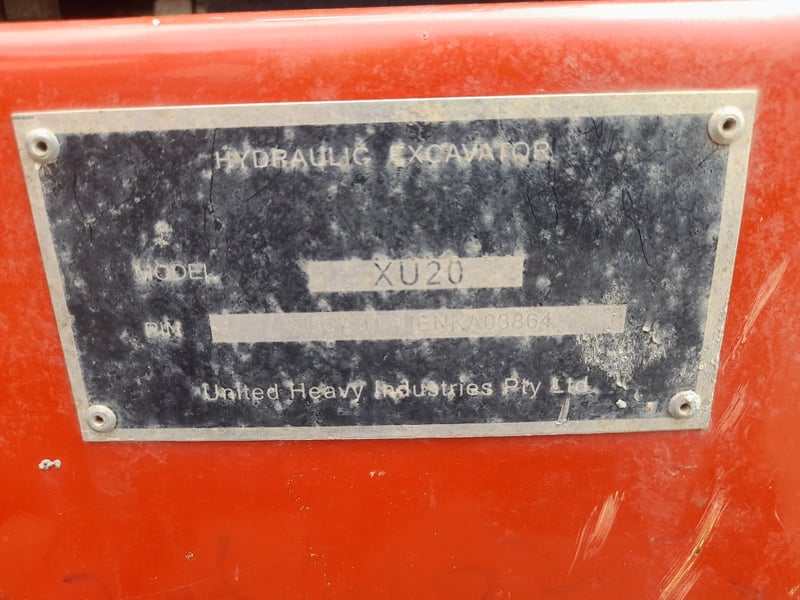 HYDRAULIC EXCAVATOR
MODEL XU20
PIN
United Heavy Industries Pty Ltd